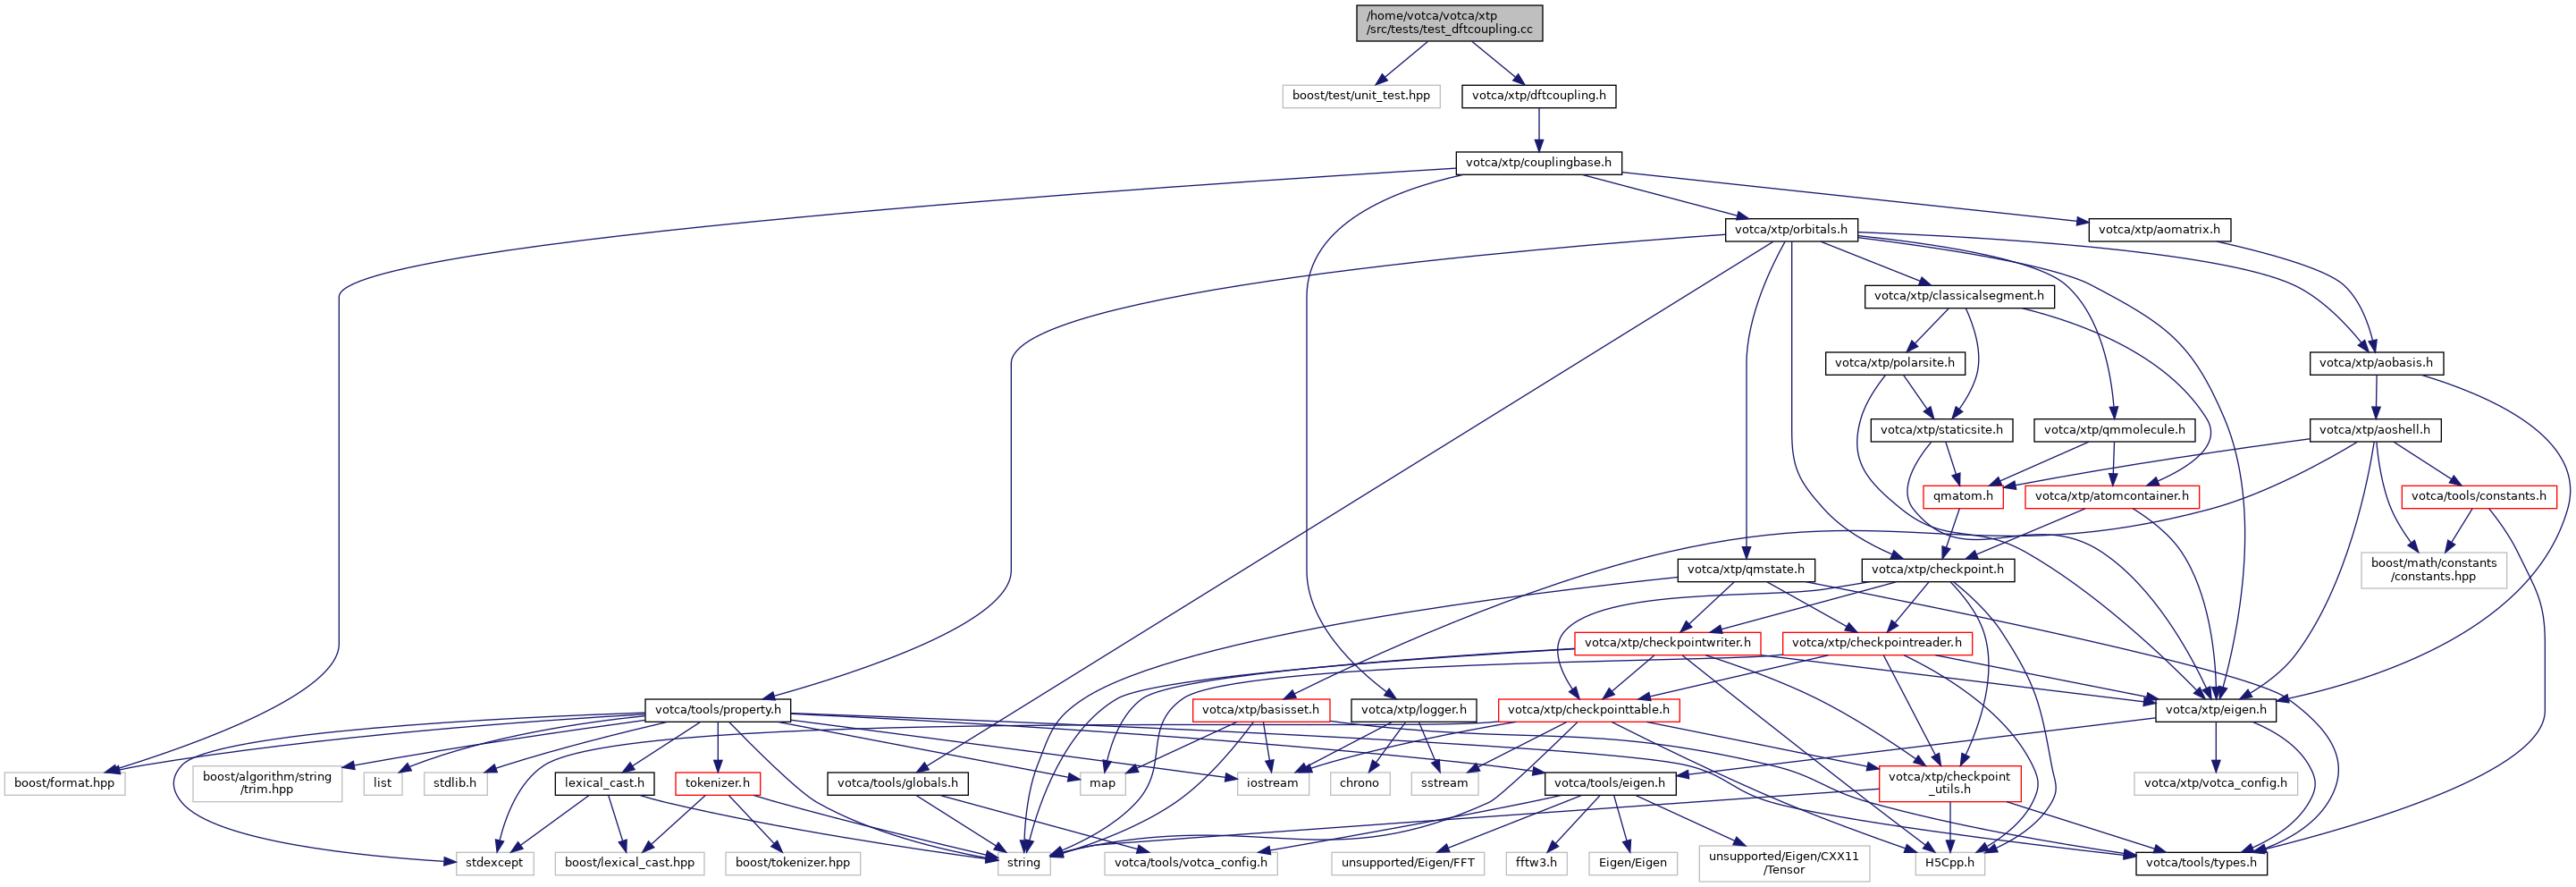 /home/votca/votca/xtp
/src/tests/test_dftcoupling.cc
boost/test/unit_test.hpp
votca/xtp/dftcoupling.h
votca/xtp/couplingbase.h
votca/xtp/orbitals.h
votca/xtp/aomatrix.h
votca/xtp/classicalsegment.h
votca/xtp/polarsite.h
votca/xtp/aobasis.h
votca/xtp/staticsite.h
votca/xtp/qmmolecule.h
votca/xtp/aoshell.h
qmatom.h
votca/xtp/atomcontainer.h
votca/tools/constants.h
votca/xtp/qmstate.h
votca/xtp/checkpoint.h
boost/math/constants
/constants.hpp
votca/xtp/checkpointwriter.h
votca/xtp/checkpointreader.h
votca/tools/property.h
votca/xtp/basisset.h
votca/xtp/logger.h
votca/xtp/checkpointtable.h
votca/xtp/eigen.h
boost/format.hpp
boost/algorithm/string
/trim.hpp
list
stdlib.h
lexical_cast.h
tokenizer.h
votca/tools/globals.h
map
iostream
chrono
sstream
votca/tools/eigen.h
votca/xtp/checkpoint
_utils.h
votca/xtp/votca_config.h
stdexcept
boost/lexical_cast.hpp
boost/tokenizer.hpp
string
votca/tools/votca_config.h
unsupported/Eigen/FFT
fftw3.h
Eigen/Eigen
unsupported/Eigen/CXX11
/Tensor
H5Cpp.h
votca/tools/types.h